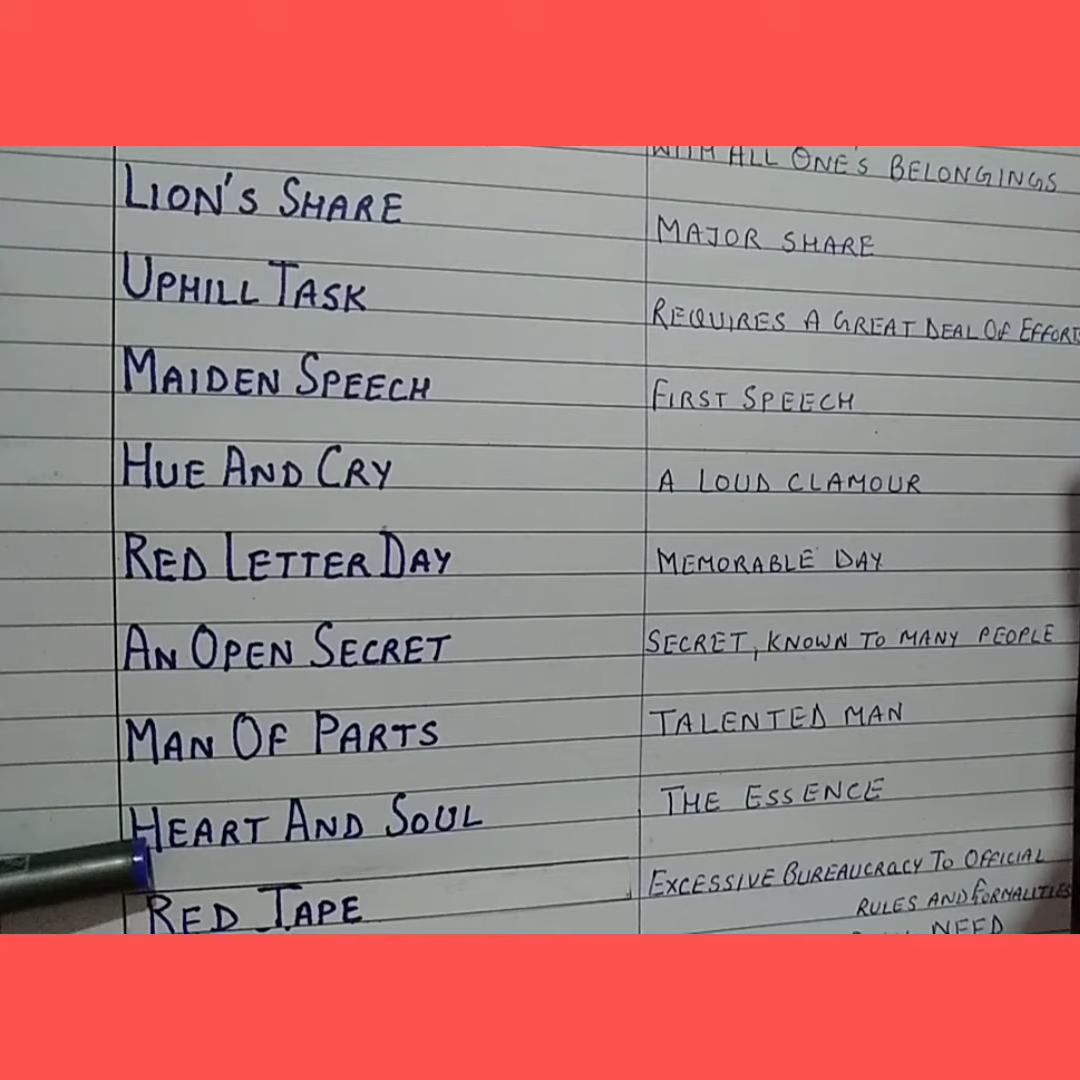 WITH ALL ONE'S BELONGINGS
LION'S SHARE
MAJOR SHARE
UPHILL TASK
REQUIRES A GREAT DEAL OF EFFORTS
MAIDEN SPEECH
FIRST SPEECH
HUE AND CRY
A LOUD CLAMOUR
RED LETTER DAY
MEMORABLE DAY
AN OPEN SECRET
SECRET, KNOWN TO MANY PEOPLE
MAN OF PARTS
TALENTED MAN
HEART AND SOUL
THE ESSENCE
RED TAPE
EXCESSIVE BUREAUCRACY TO OFFICIAL
RULES AND FORMALITIES
NEED